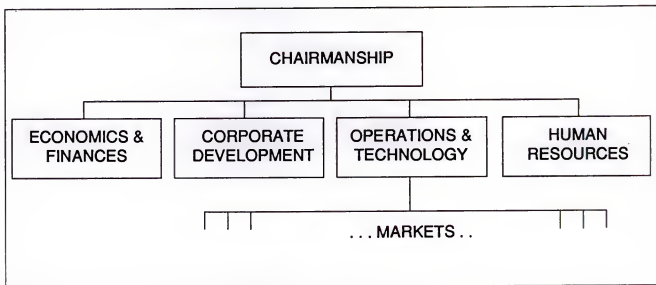 CHAIRMANSHIP
ECONOMICS &
FINANCES
CORPORATE
DEVELOPMENT
OPERATIONS &
TECHNOLOGY
HUMAN
RESOURCES
. . . MARKETS . .